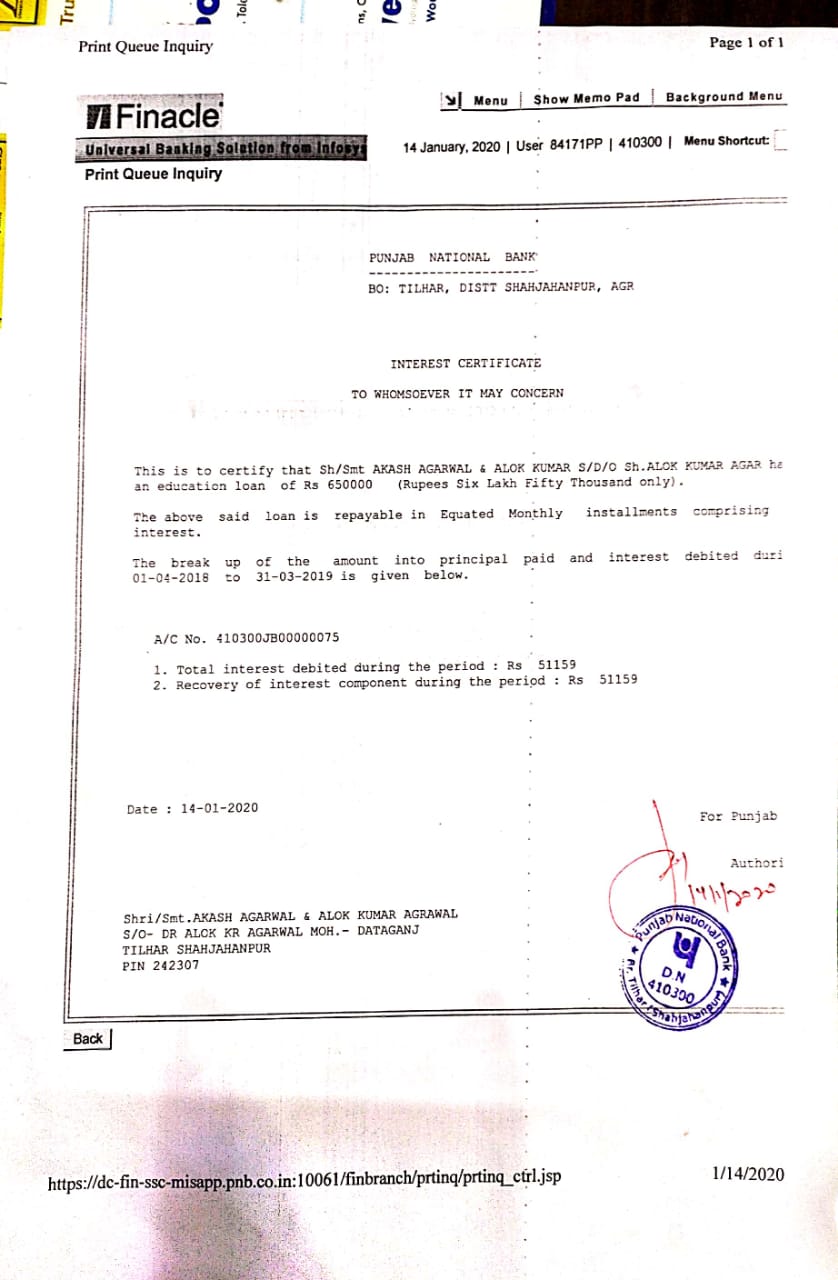 Tru
Print Queue Inquiry
Page 1 of 1
Menu | Show Memo Pad | Background Menu
Finacle
Universal Banking Solution from Infosys
14 January, 2020 | User 84171PP | 410300 | Menu Shortcut:
Print Queue Inquiry
PUNJAB NATIONAL BANK
----------------------
BO: TILHAR, DISTT SHAHJAHANPUR, AGR
INTEREST CERTIFICATE
TO WHOMSOEVER IT MAY CONCERN
This is to certify that Sh/Smt AKASH AGARWAL & ALOK KUMAR S/D/O Sh.ALOK KUMAR AGAR ha
an education loan of Rs 650000 (Rupees Six Lakh Fifty Thousand only).
The above said loan is repayable in Equated Monthly installments comprising
interest.
The break up of the amount into principal paid and interest debited duri
01-04-2018 to 31-03-2019 is given below.
A/C No. 410300JB00000075
1. Total interest debited during the period : Rs 51159
2. Recovery of interest component during the period : Rs 51159
Date : 14-01-2020
For Punjab
Authori
14/1/2020
Shri/Smt.AKASH AGARWAL & ALOK KUMAR AGRAWAL
S/O- DR ALOK KR AGARWAL MOH.- DATAGANJ
TILHAR SHAHJAHANPUR
PIN 242307
Punjab National Bank
D.N
410300
Br. Tilhar (Shahjahanpur)
Back
https://dc-fin-ssc-misapp.pnb.co.in:10061/finbranch/prtinq/prtinq_ctrl.jsp
1/14/2020